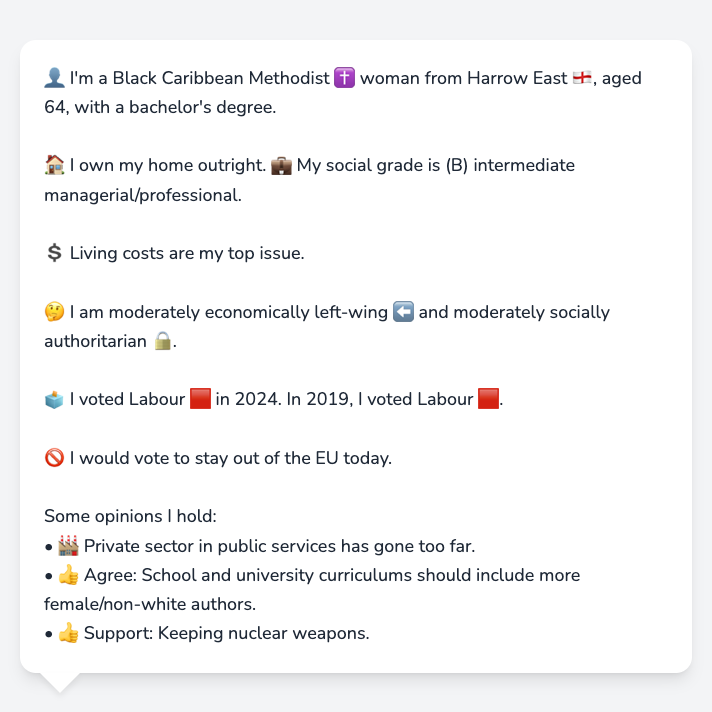 👤 I'm a Black Caribbean Methodist ✝️ woman from Harrow East 🏴󠁧󠁢󠁥󠁮󠁧󠁿, aged
64, with a bachelor's degree.
🏠 I own my home outright. 💼 My social grade is (B) intermediate
managerial/professional.
💲 Living costs are my top issue.
🤔 I am moderately economically left-wing ⬅️ and moderately socially
authoritarian 🔒.
🗳️ I voted Labour 🟥 in 2024. In 2019, I voted Labour 🟥.
🚫 I would vote to stay out of the EU today.
Some opinions I hold:
• 🏭 Private sector in public services has gone too far.
• 👍 Agree: School and university curriculums should include more
female/non-white authors.
• 👍 Support: Keeping nuclear weapons.